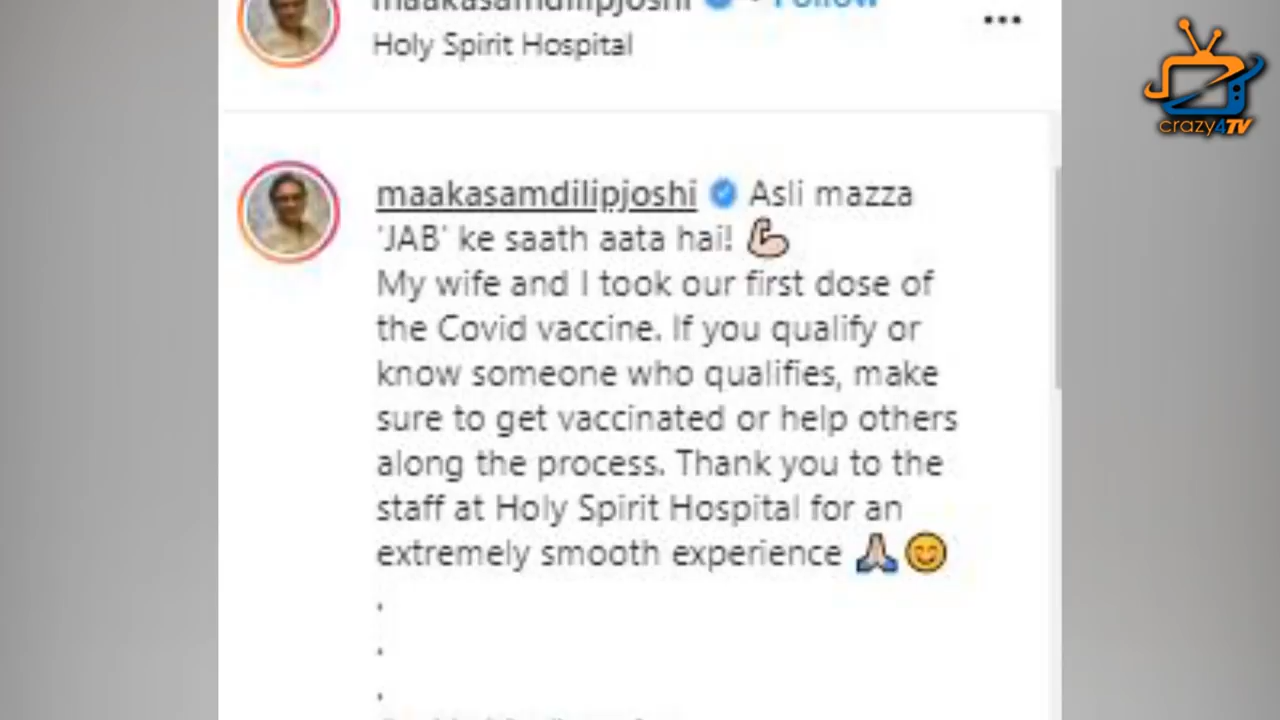 maakasamdilipjoshi • Follow
Holy Spirit Hospital
crazy4TV
maakasamdilipjoshi Asli mazza
'JAB' ke saath aata hai! 💪🏻
My wife and I took our first dose of
the Covid vaccine. If you qualify or
know someone who qualifies, make
sure to get vaccinated or help others
along the process. Thank you to the
staff at Holy Spirit Hospital for an
extremely smooth experience 🙏🏻😊
.
.
.